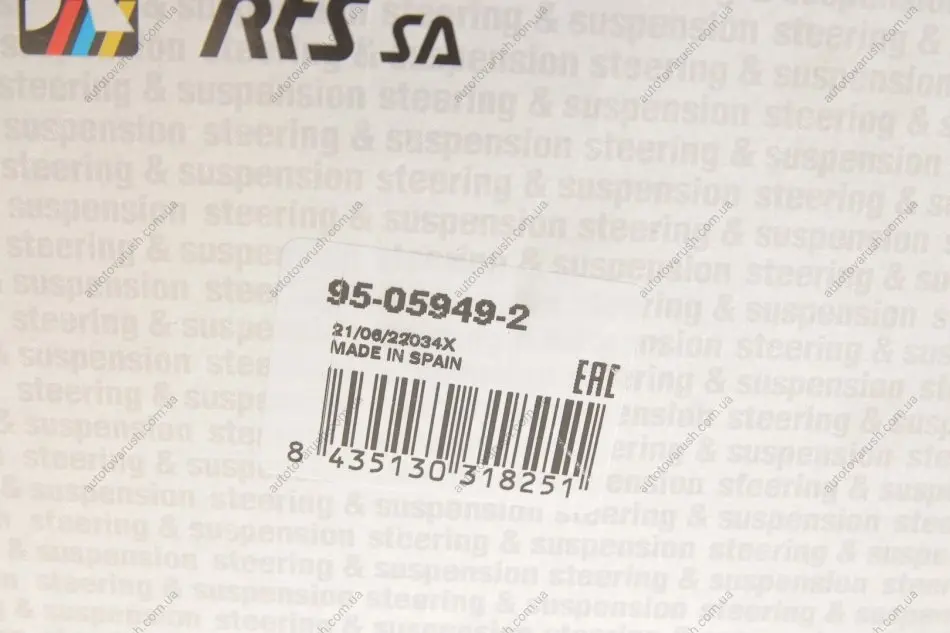 RTS SA
95-05949-2
21/06/22034X
MADE IN SPAIN
EAC
8 435130 318251
steering & suspension steering & suspension steering & suspension
autotovarush.com.ua